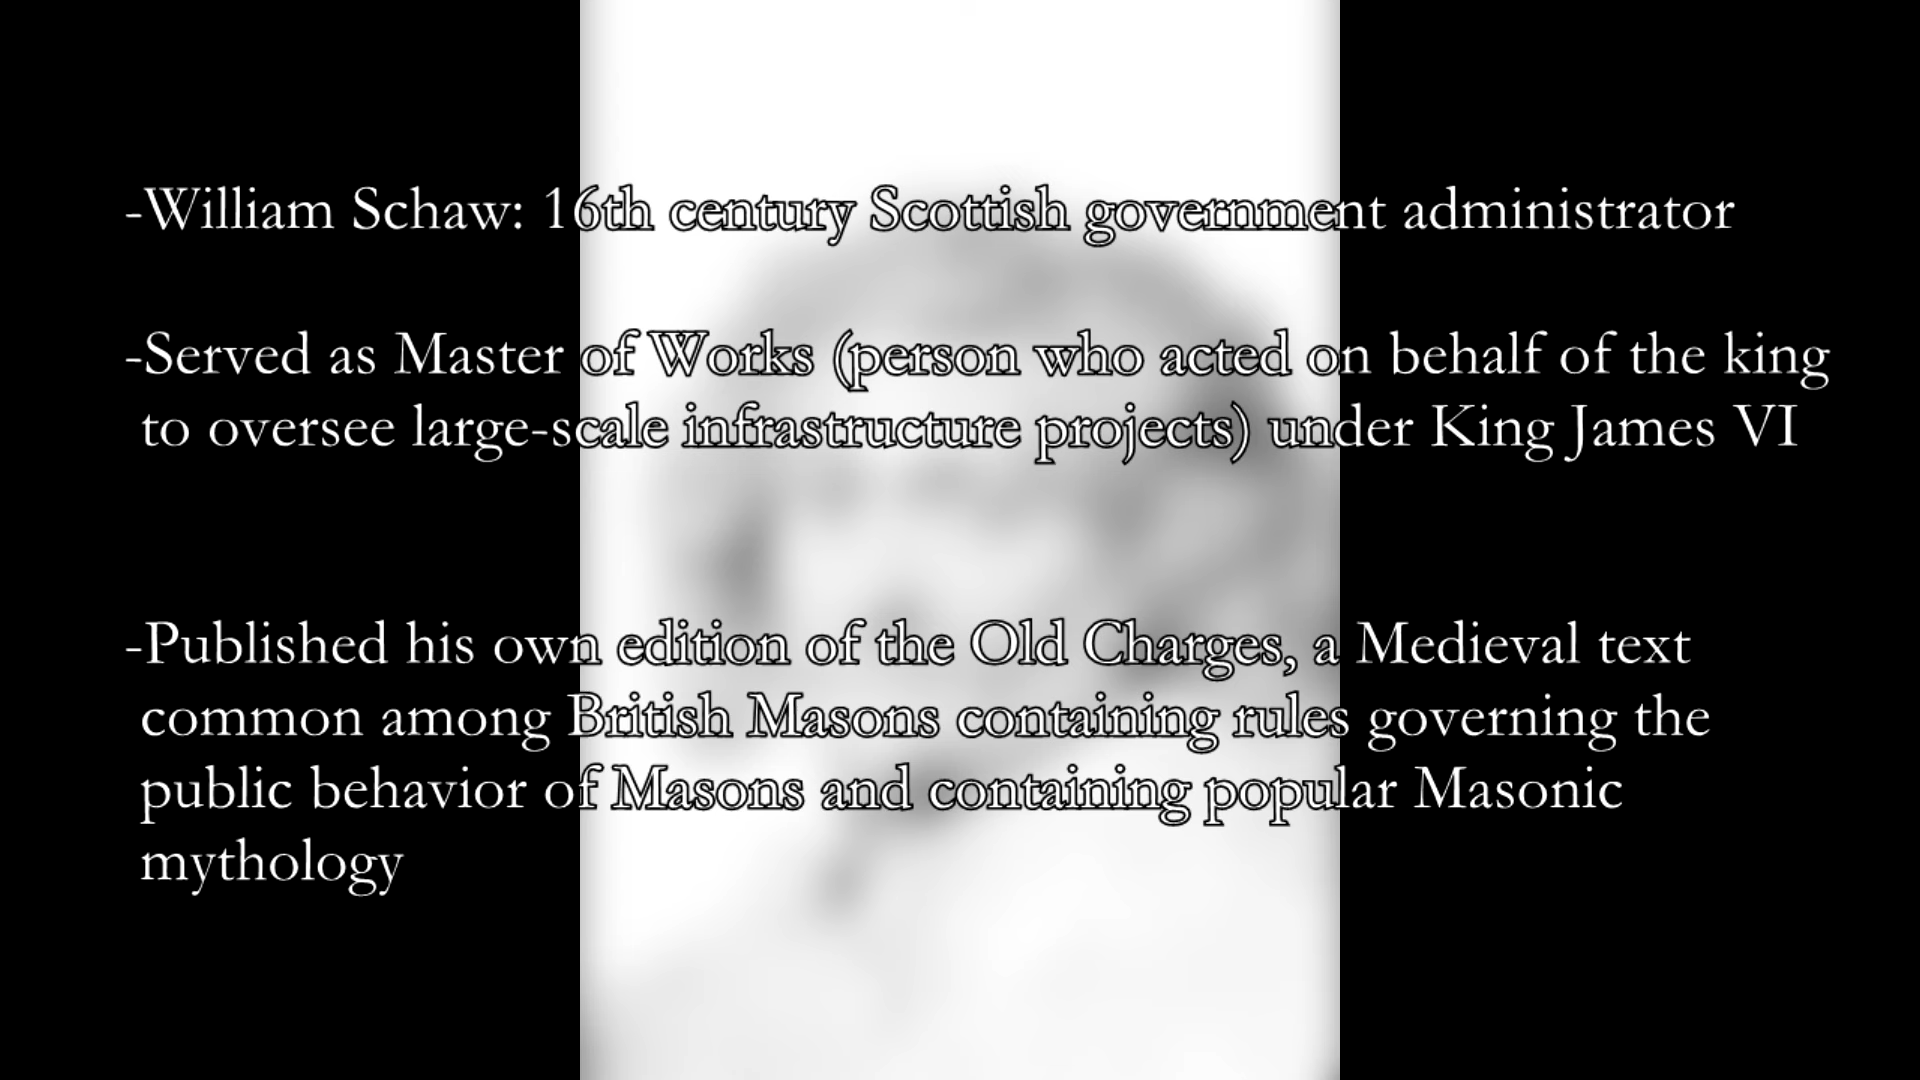 -William Schaw: 16th century Scottish government administrator
-Served as Master of Works (person who acted on behalf of the king
to oversee large-scale infrastructure projects) under King James VI
-Published his own edition of the Old Charges, a Medieval text
common among British Masons containing rules governing the
public behavior of Masons and containing popular Masonic
mythology